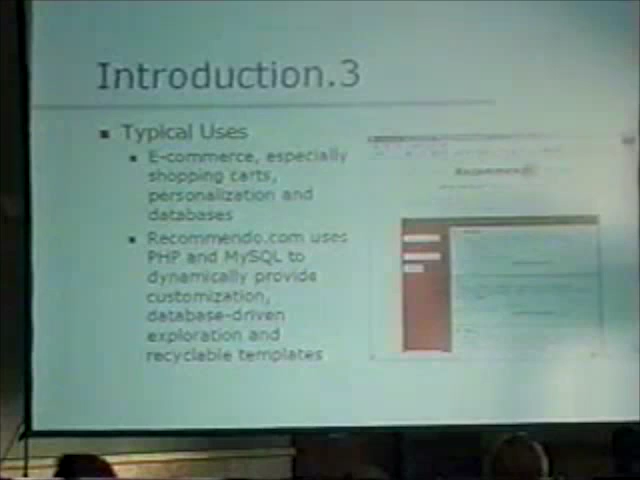 Introduction.3
Typical Uses
E-commerce, especially
shopping carts,
personalization and
databases
Recommendo.com uses
PHP and MySQL to
dynamically provide
customization,
database-driven
exploration and
recyclable templates